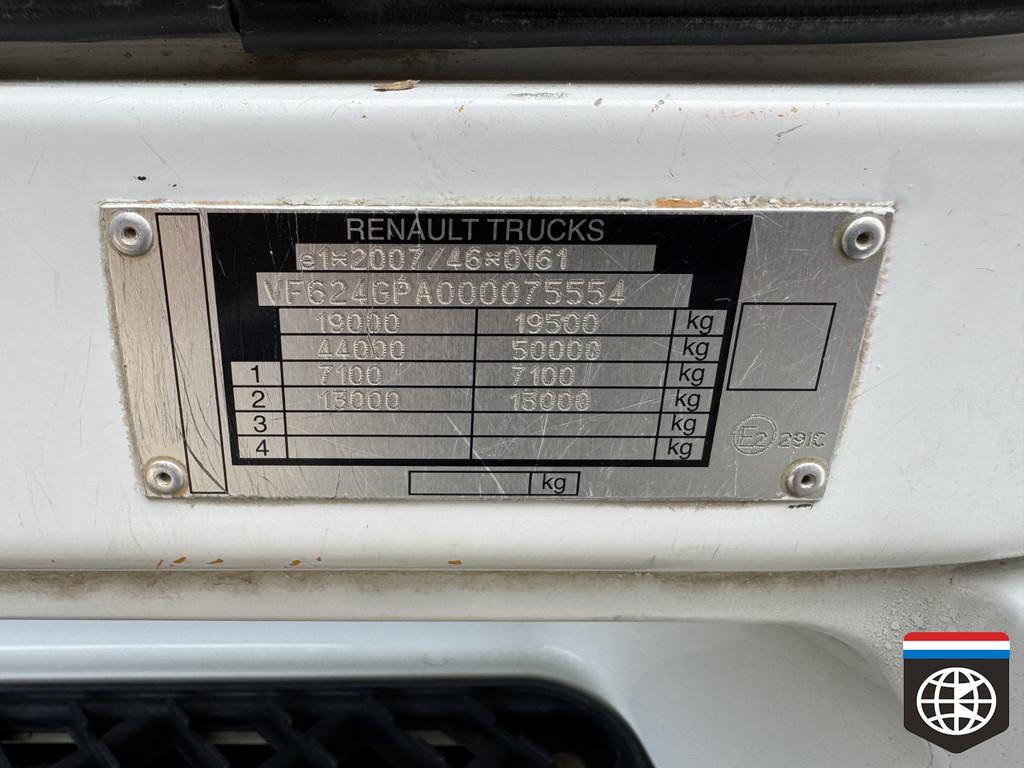 RENAULT TRUCKS
e1*2007/46*0161
VF624GPA000075554
19000 19500 kg
44000 50000 kg
1 7100 7100 kg
2 13000 13000 kg
3 kg
4 kg
E2 29IC
kg